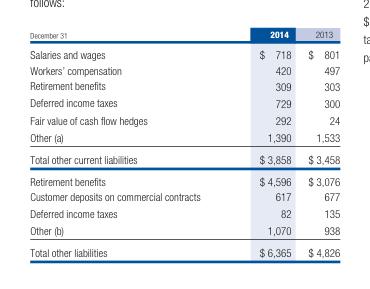 follows:
December 31 2014 2013
Salaries and wages $ 718 $ 801
Workers' compensation 420 497
Retirement benefits 309 303
Deferred income taxes 729 300
Fair value of cash flow hedges 292 24
Other (a) 1,390 1,533
Total other current liabilities $ 3,858 $ 3,458
Retirement benefits $ 4,596 $ 3,076
Customer deposits on commercial contracts 617 677
Deferred income taxes 82 135
Other (b) 1,070 938
Total other liabilities $ 6,365 $ 4,826
2
$